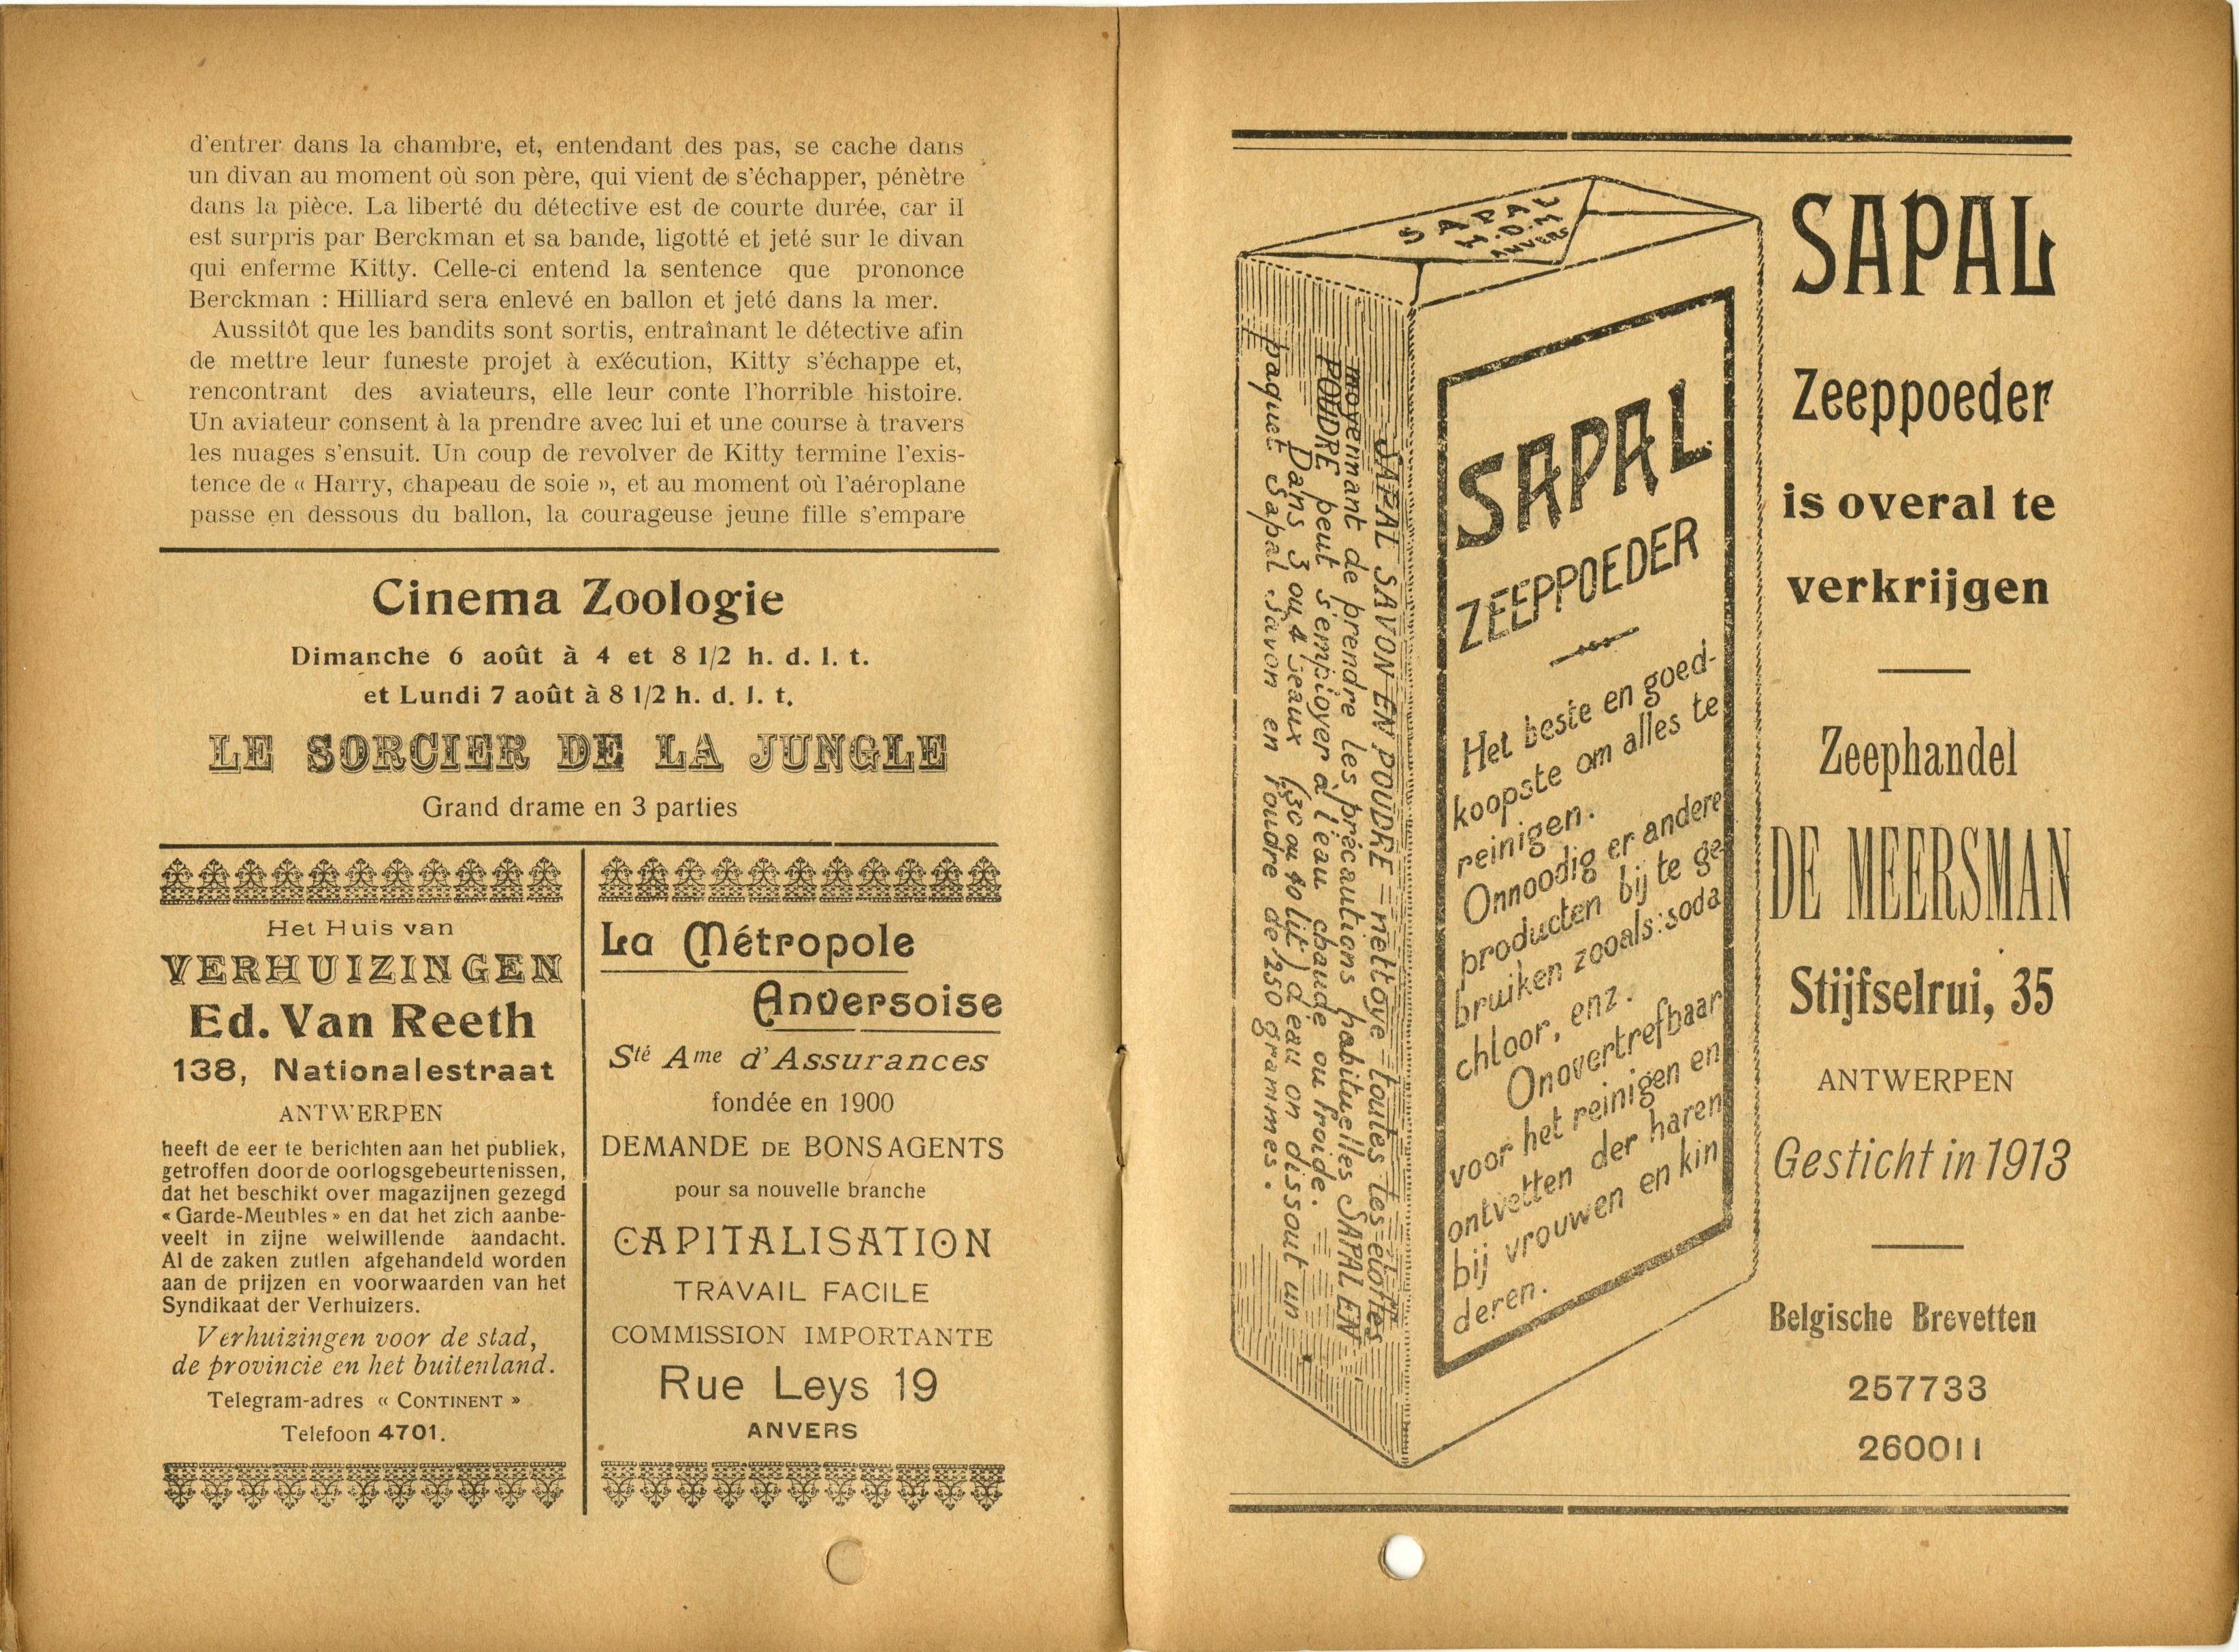 d'entrer dans la chambre, et, entendant des pas, se cache dans
un divan au moment où son père, qui vient de s'échapper, pénètre
dans la pièce. La liberté du détective est de courte durée, car il
est surpris par Berckman et sa bande, ligotté et jeté sur le divan
qui enferme Kitty. Celle-ci entend la sentence que prononce
Berckman : Hilliard sera enlevé en ballon et jeté dans la mer.
Aussitôt que les bandits sont sortis, entraînant le détective afin
de mettre leur funeste projet à exécution, Kitty s'échappe et,
rencontrant des aviateurs, elle leur conte l'horrible histoire.
Un aviateur consent à la prendre avec lui et une course à travers
les nuages s'ensuit. Un coup de revolver de Kitty termine l'exis-
tence de « Harry, chapeau de soie », et au moment où l'aéroplane
passe en dessous du ballon, la courageuse jeune fille s'empare
Cinema Zoologie
Dimanche 6 août à 4 et 8 1/2 h. d. l. t.
et Lundi 7 août à 8 1/2 h. d. l. t.
LE SORCIER DE LA JUNGLE
Grand drame en 3 parties
Het Huis van
VERHUIZINGEN
Ed. Van Reeth
138, Nationalestraat
ANTWERPEN
heeft de eer te berichten aan het publiek,
getroffen door de oorlogsgebeurtenissen,
dat het beschikt over magazijnen gezegd
« Garde-Meubles » en dat het zich aanbe-
veelt in zijne welwillende aandacht.
Al de zaken zutlen afgehandeld worden
aan de prijzen en voorwaarden van het
Syndikaat der Verhuizers.
Verhuizingen voor de stad,
de provincie en het buitenland.
Telegram-adres « CONTINENT »
Telefoon 4701.
La Métropole
Anversoise
Sté Ame d'Assurances
fondée en 1900
DEMANDE DE BONS AGENTS
pour sa nouvelle branche
CAPITALISATION
TRAVAIL FACILE
COMMISSION IMPORTANTE
Rue Leys 19
ANVERS
SAPAL
H.D.M
ANVERS
SAPAL SAVON EN POUDRE = nettoye toutes les etoffes
moyennant de prendre les précautions habituelles SAPAL EN
POUDRE peut s'employer à l'eau chaude ou froide.
Dans 3 ou 4 seaux (30 ou 40 lit) d'eau on dissout un
paquet Sapal Savon en Poudre de 250 grammes.
SAPAL
ZEEPPOEDER
Het beste en goed-
koopste om alles te
reinigen.
Onnoodig er andere
producten bij te ge-
bruiken zooals: soda
chloor, enz.
Onovertrefbaar
voor het reinigen en
ontvetten der haren
bij vrouwen en kin
deren.
SAPAL
Zeeppoeder
is overal te
verkrijgen
Zeephandel
DE MEERSMAN
Stijfselrui, 35
ANTWERPEN
Gesticht in 1913
Belgische Brevetten
257733
260011